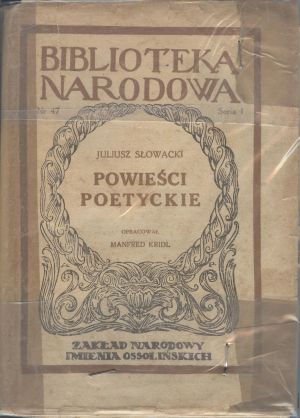 BIBLIOTEKA
NARODOWA
Nr 47 Seria I
JULIUSZ SŁOWACKI
POWIEŚCI
POETYCKIE
OPRACOWAŁ
MANFRED KRIDL
ZAKŁAD NARODOWY
IMIENIA OSSOLIŃSKICH